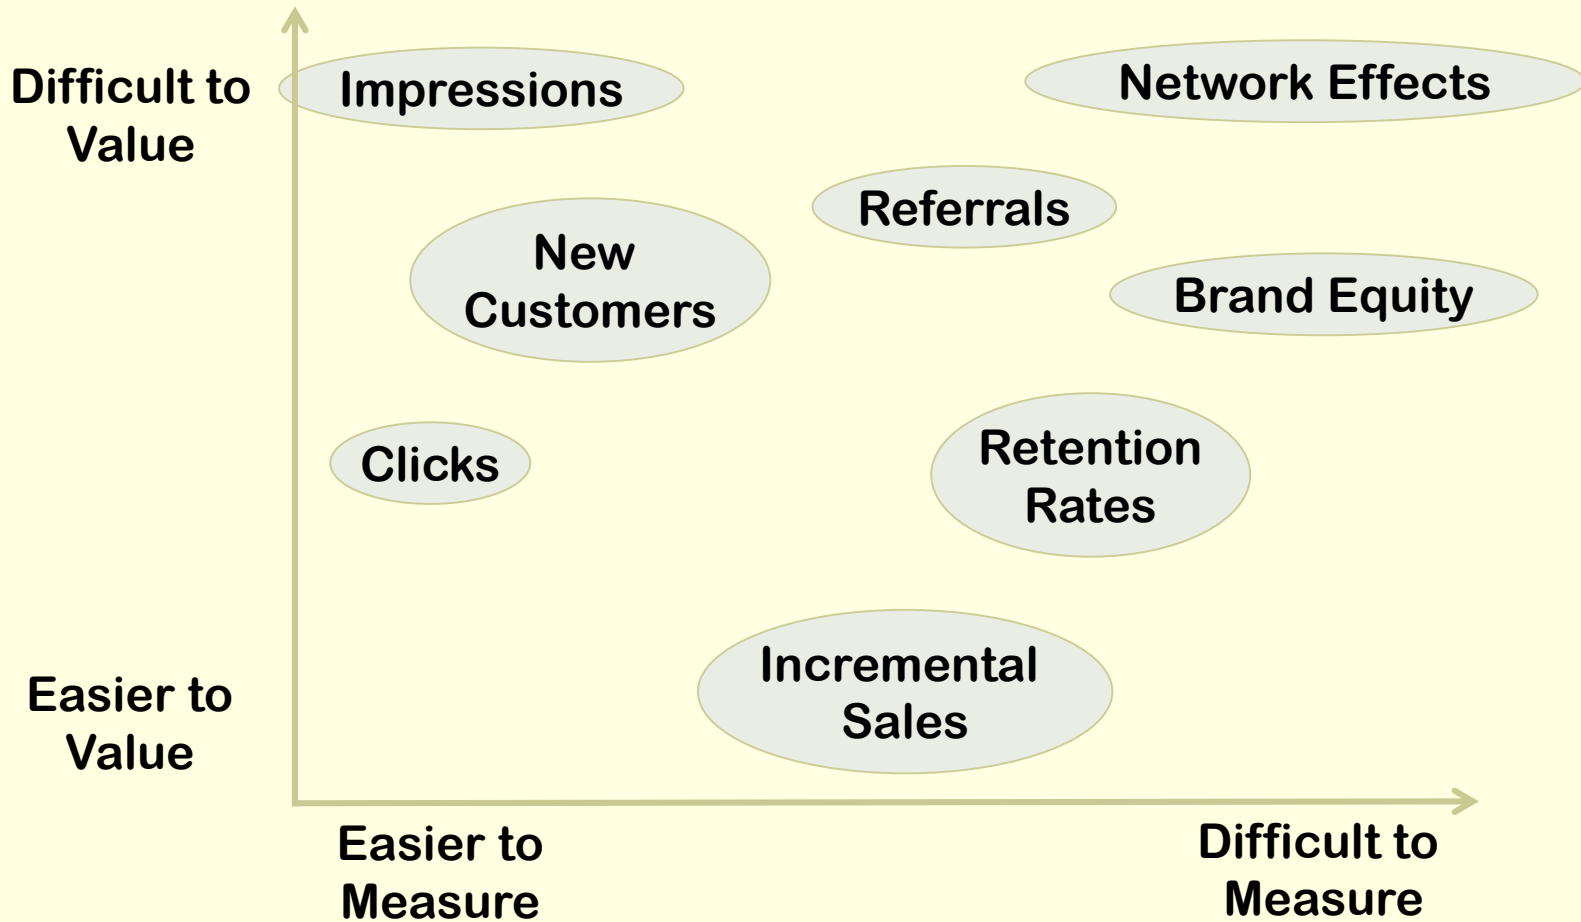 Difficult to
Value
Impressions
Network Effects
Referrals
New
Customers
Brand Equity
Clicks
Retention
Rates
Incremental
Sales
Easier to
Value
Easier to
Measure
Difficult to
Measure